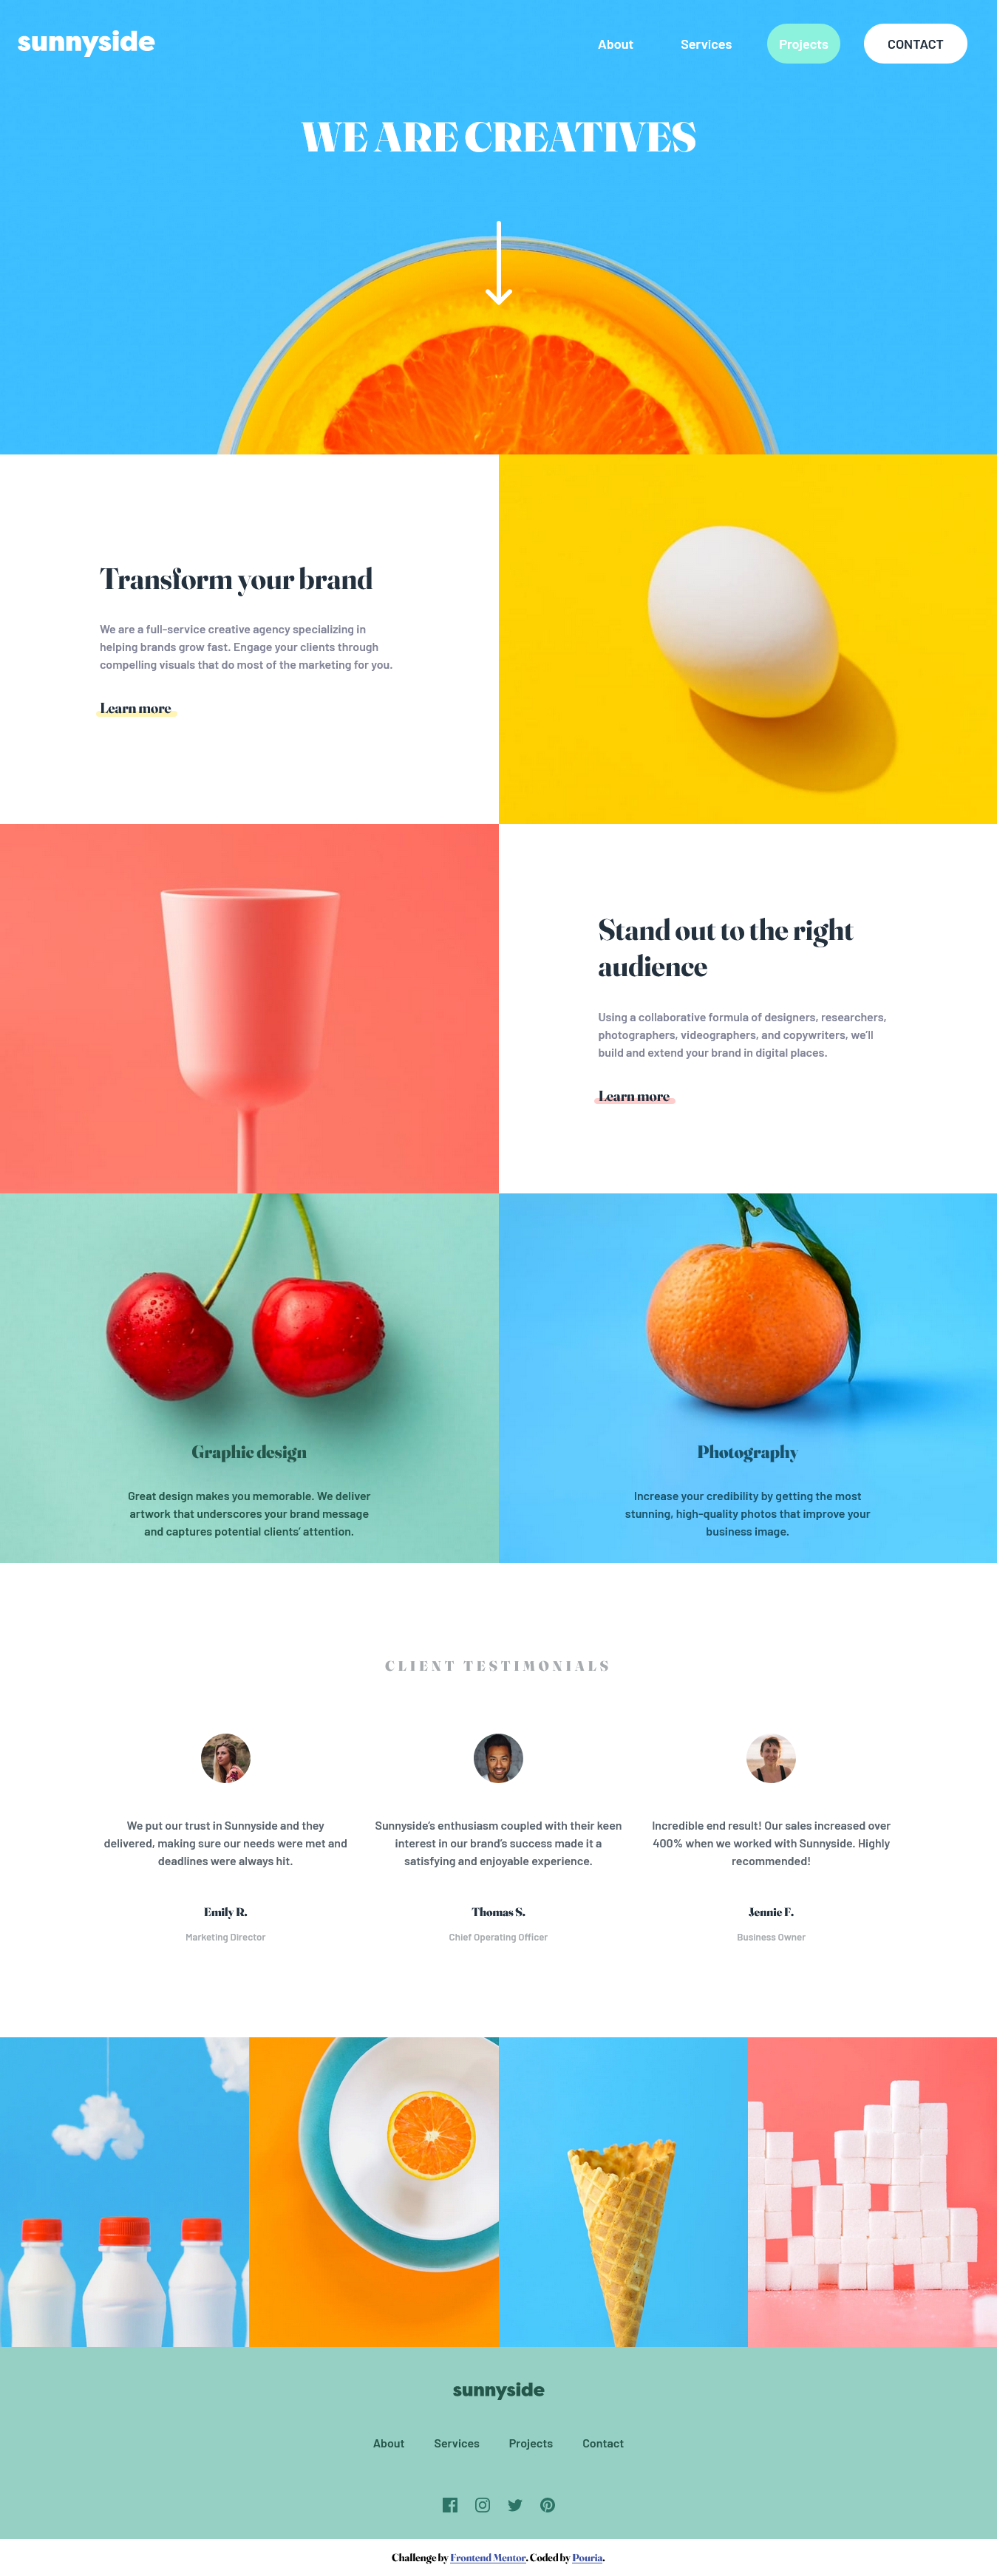 sunnyside
About Services Projects CONTACT
WE ARE CREATIVES
Transform your brand
We are a full-service creative agency specializing in
helping brands grow fast. Engage your clients through
compelling visuals that do most of the marketing for you.
Learn more
Stand out to the right
audience
Using a collaborative formula of designers, researchers,
photographers, videographers, and copywriters, we'll
build and extend your brand in digital places.
Learn more
Graphic design
Great design makes you memorable. We deliver
artwork that underscores your brand message
and captures potential clients' attention.
Photography
Increase your credibility by getting the most
stunning, high-quality photos that improve your
business image.
CLIENT TESTIMONIALS
We put our trust in Sunnyside and they
delivered, making sure our needs were met and
deadlines were always hit.
Emily R.
Marketing Director
Sunnyside's enthusiasm coupled with their keen
interest in our brand's success made it a
satisfying and enjoyable experience.
Thomas S.
Chief Operating Officer
Incredible end result! Our sales increased over
400% when we worked with Sunnyside. Highly
recommended!
Jennie F.
Business Owner
sunnyside
About Services Projects Contact
Challenge by Frontend Mentor. Coded by Pouria.